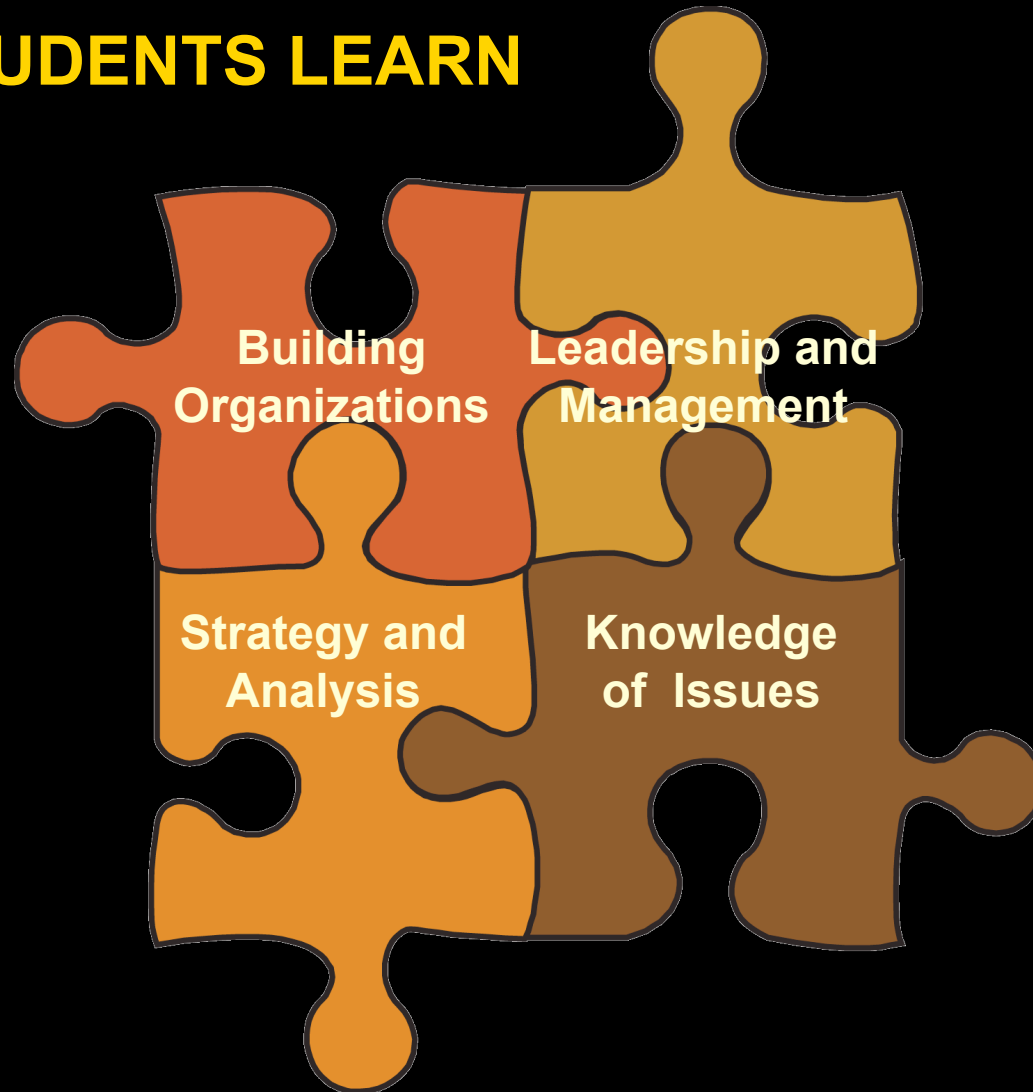 UDENTS LEARN
Building
Organizations
Leadership and
Management
Strategy and
Analysis
Knowledge
of Issues